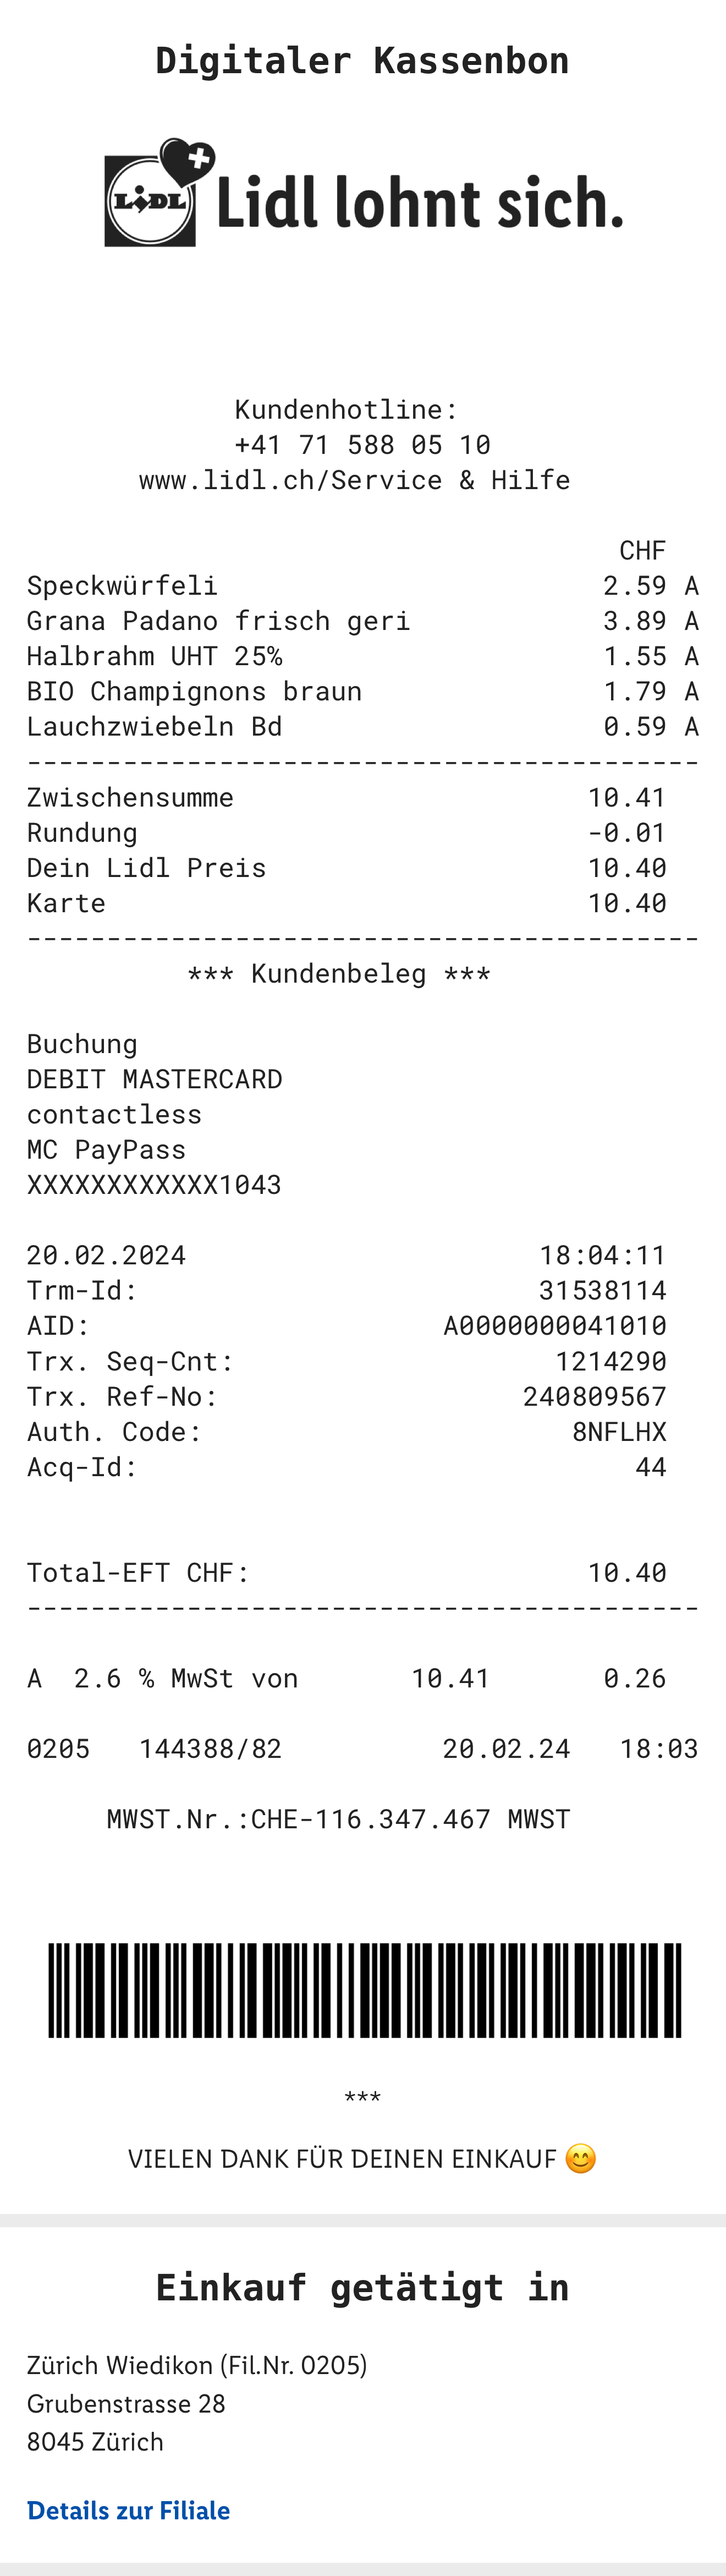 Digitaler Kassenbon
LIDL Lidl lohnt sich.
Kundenhotline:
+41 71 588 05 10
www.lidl.ch/Service & Hilfe
CHF
Speckwürfeli 2.59 A
Grana Padano frisch geri 3.89 A
Halbrahm UHT 25% 1.55 A
BIO Champignons braun 1.79 A
Lauchzwiebeln Bd 0.59 A
------------------------------------------
Zwischensumme 10.41
Rundung -0.01
Dein Lidl Preis 10.40
Karte 10.40
------------------------------------------
*** Kundenbeleg ***
Buchung
DEBIT MASTERCARD
contactless
MC PayPass
XXXXXXXXXXXX1043
20.02.2024 18:04:11
Trm-Id: 31538114
AID: A0000000041010
Trx. Seq-Cnt: 1214290
Trx. Ref-No: 240809567
Auth. Code: 8NFLHX
Acq-Id: 44
Total-EFT CHF: 10.40
------------------------------------------
A 2.6 % MwSt von 10.41 0.26
0205 144388/82 20.02.24 18:03
MWST.Nr.:CHE-116.347.467 MWST
***
VIELEN DANK FÜR DEINEN EINKAUF 😊
Einkauf getätigt in
Zürich Wiedikon (Fil.Nr. 0205)
Grubenstrasse 28
8045 Zürich
Details zur Filiale